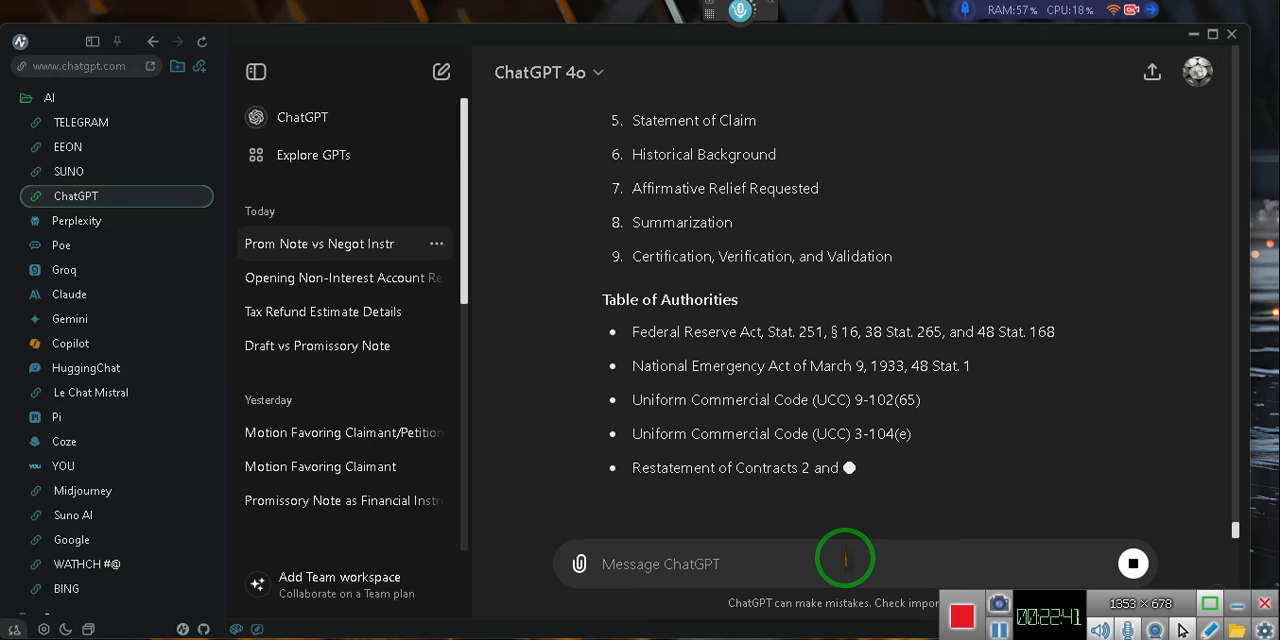 RAM:57% CPU:18%
www.chatgpt.com
AI
TELEGRAM
EEON
SUNO
ChatGPT
Perplexity
Poe
Groq
Claude
Gemini
Copilot
HuggingChat
Le Chat Mistral
Pi
Coze
YOU
Midjourney
Suno AI
Google
WATHCH #@
BING
ChatGPT
Explore GPTs
Today
Prom Note vs Negot Instr
Opening Non-Interest Account Re
Tax Refund Estimate Details
Draft vs Promissory Note
Yesterday
Motion Favoring Claimant/Petition
Motion Favoring Claimant
Promissory Note as Financial Instr
Add Team workspace
Collaborate on a Team plan
ChatGPT 4o
5. Statement of Claim
6. Historical Background
7. Affirmative Relief Requested
8. Summarization
9. Certification, Verification, and Validation
Table of Authorities
• Federal Reserve Act, Stat. 251, § 16, 38 Stat. 265, and 48 Stat. 168
• National Emergency Act of March 9, 1933, 48 Stat. 1
• Uniform Commercial Code (UCC) 9-102(65)
• Uniform Commercial Code (UCC) 3-104(e)
• Restatement of Contracts 2 and
Message ChatGPT
ChatGPT can make mistakes. Check impor
00:22:41
1353 × 678